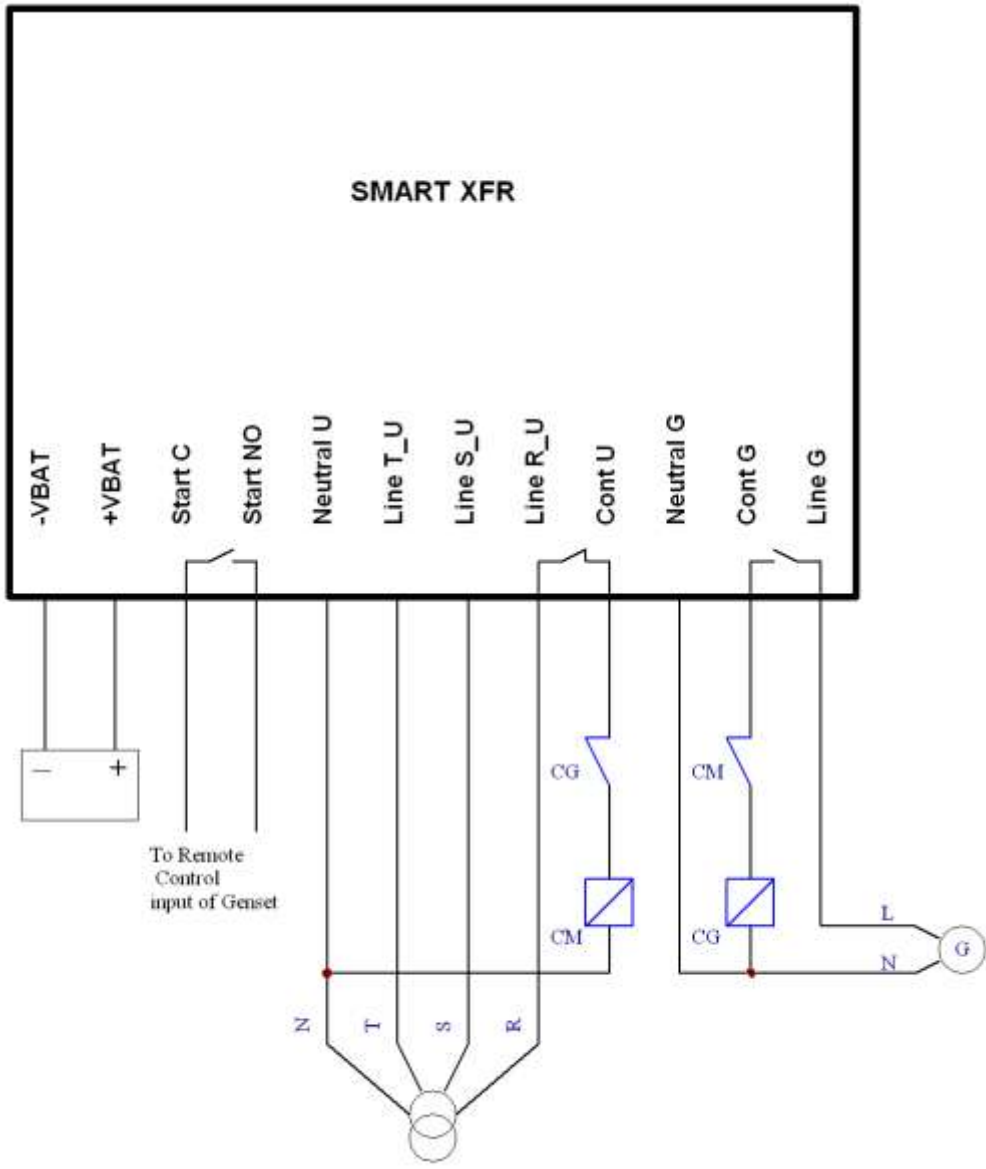 SMART XFR
-VBAT
+VBAT
Start C
Start NO
Neutral U
Line T_U
Line S_U
Line R_U
Cont U
Neutral G
Cont G
Line G
− +
CG
CM
To Remote
Control
input of Genset
CM
CG
L
G
N
N
T
S
R